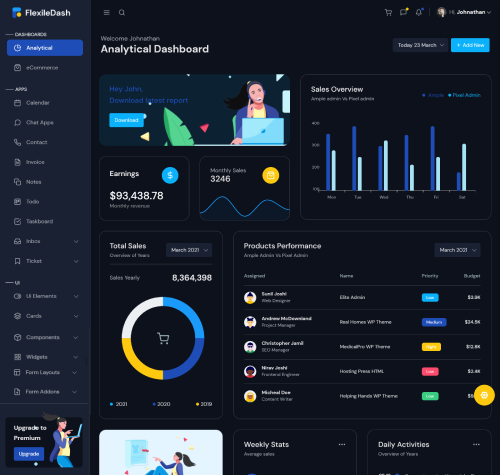 FlexileDash
DASHBOARDS
Analytical
eCommerce
APPS
Calendar
Chat Apps
Contact
Invoice
Notes
Todo
Taskboard
Inbox
Ticket
UI
UI Elements
Cards
Components
Widgets
Form Layouts
Form Addons
Upgrade to
Premium
Upgrade
Hi, Johnathan
Welcome Johnathan
Analytical Dashboard
Today 23 March
+ Add New
Hey John,
Download latest report
Download
Earnings
$93,438.78
Monthly revenue
Monthly Sales
3246
Sales Overview
Ample admin Vs Pixel admin
Ample
Pixel Admin
400
300
200
100
Mon
Tue
Wed
Thu
Fri
Sat
Total Sales
Overview of Years
March 2021
Sales Yearly
8,364,398
2021
2020
2019
Products Performance
Ample Admin Vs Pixel Admin
March 2021
Assigned
Name
Priority
Budget
Sunil Joshi
Web Designer
Elite Admin
Low
$3.9K
Andrew McDownland
Project Manager
Real Homes WP Theme
Medium
$24.5K
Christopher Jamil
SEO Manager
MedicalPro WP Theme
$12.8K
Nirav Joshi
Frontend Engineer
Hosting Press HTML
Low
$2.4K
Micheal Doe
Content Writer
Helping Hands WP Theme
Low
Weekly Stats
Average sales
Daily Activities
Overview of Years